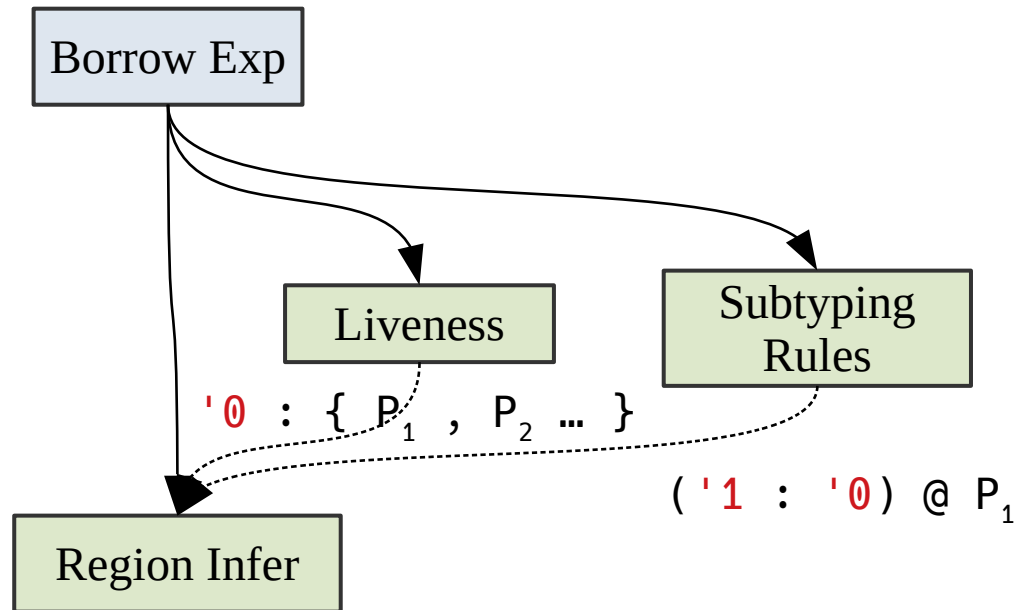 Borrow Exp
Liveness
Subtyping
Rules
'0 : { P₁ , P₂ … }
('1 : '0) @ P₁
Region Infer